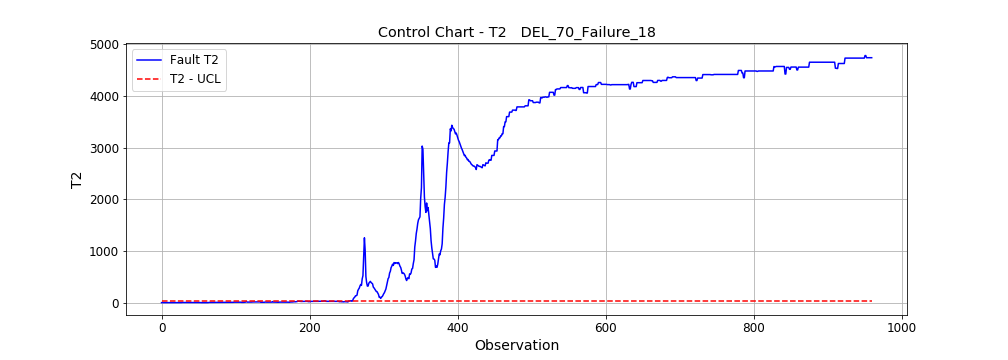 Control Chart - T2   DEL_70_Failure_18
Fault T2
T2 - UCL
5000
4000
3000
2000
1000
0
T2
0 200 400 600 800 1000
Observation